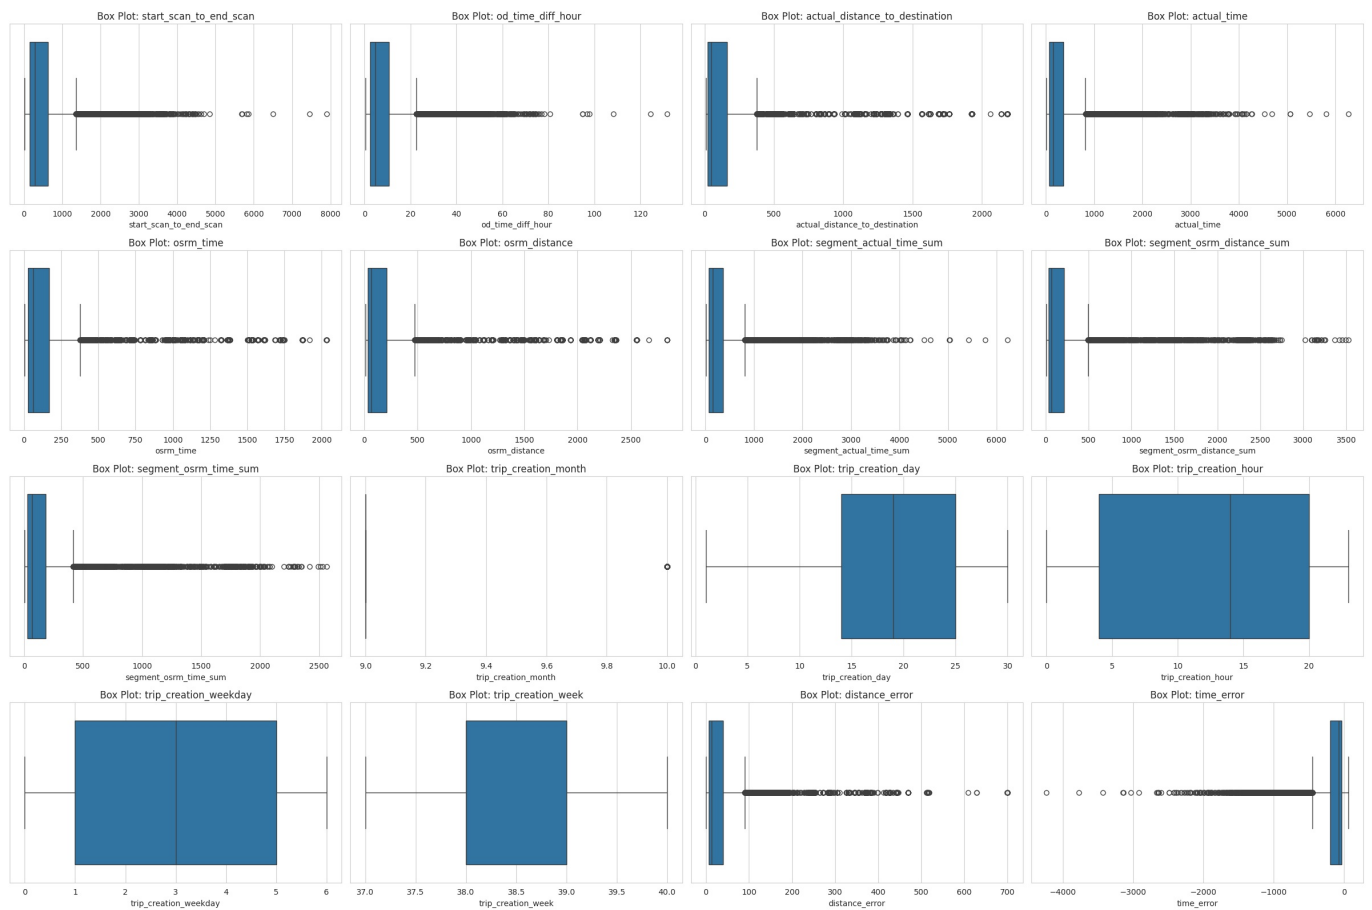 Box Plot: start_scan_to_end_scan
0 1000 2000 3000 4000 5000 6000 7000 8000
start_scan_to_end_scan
Box Plot: od_time_diff_hour
0 20 40 60 80 100 120
od_time_diff_hour
Box Plot: actual_distance_to_destination
0 500 1000 1500 2000
actual_distance_to_destination
Box Plot: actual_time
0 1000 2000 3000 4000 5000 6000
actual_time
Box Plot: osrm_time
0 250 500 750 1000 1250 1500 1750 2000
osrm_time
Box Plot: osrm_distance
0 500 1000 1500 2000 2500
osrm_distance
Box Plot: segment_actual_time_sum
0 1000 2000 3000 4000 5000 6000
segment_actual_time_sum
Box Plot: segment_osrm_distance_sum
0 500 1000 1500 2000 2500 3000 3500
segment_osrm_distance_sum
Box Plot: segment_osrm_time_sum
0 500 1000 1500 2000 2500
segment_osrm_time_sum
Box Plot: trip_creation_month
9.0 9.2 9.4 9.6 9.8 10.0
trip_creation_month
Box Plot: trip_creation_day
0 5 10 15 20 25 30
trip_creation_day
Box Plot: trip_creation_hour
0 5 10 15 20
trip_creation_hour
Box Plot: trip_creation_weekday
0 1 2 3 4 5 6
trip_creation_weekday
Box Plot: trip_creation_week
37.0 37.5 38.0 38.5 39.0 39.5 40.0
trip_creation_week
Box Plot: distance_error
0 100 200 300 400 500 600 700
distance_error
Box Plot: time_error
−4000 −3000 −2000 −1000 0
time_error